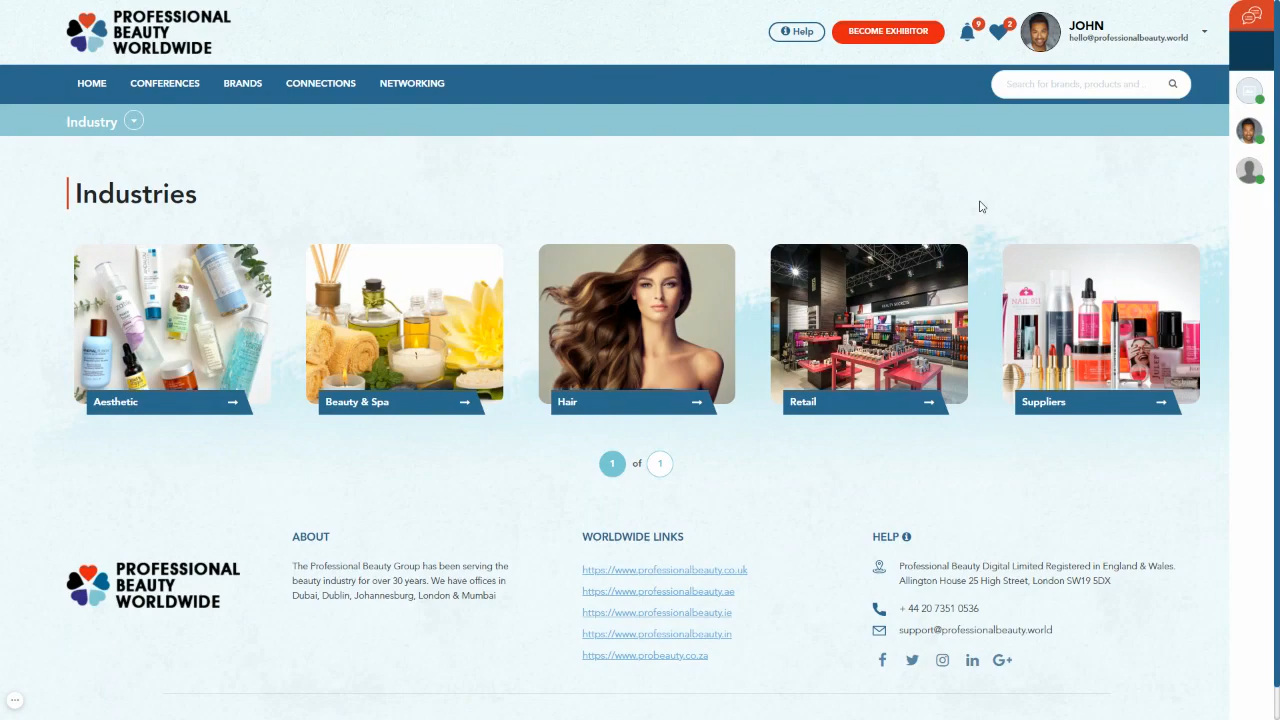 PROFESSIONAL
BEAUTY
WORLDWIDE
Help
BECOME EXHIBITOR
9
2
JOHN
hello@professionalbeauty.world
HOME
CONFERENCES
BRANDS
CONNECTIONS
NETWORKING
Search for brands, products and...
Industry
Industries
NAIL 911
Aesthetic
Beauty & Spa
Hair
Retail
Suppliers
1 of 1
PROFESSIONAL
BEAUTY
WORLDWIDE
ABOUT
The Professional Beauty Group has been serving the
beauty industry for over 30 years. We have offices in
Dubai, Dublin, Johannesburg, London & Mumbai
WORLDWIDE LINKS
https://www.professionalbeauty.co.uk
https://www.professionalbeauty.ae
https://www.professionalbeauty.ie
https://www.professionalbeauty.in
https://www.probeauty.co.za
HELP
Professional Beauty Digital Limited Registered in England & Wales.
Allington House 25 High Street, London SW19 5DX
+ 44 20 7351 0536
support@professionalbeauty.world